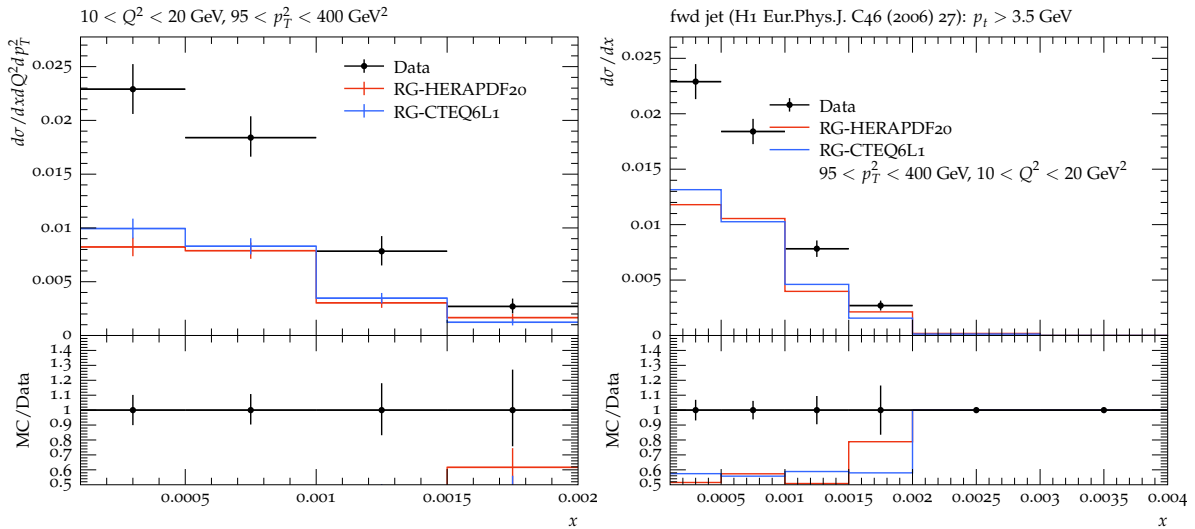 10 < Q² < 20 GeV, 95 < p_T² < 400 GeV²
dσ/dxdQ²dp_T²
0.025
0.02
0.015
0.01
0.005
0
Data
RG-HERAPDF20
RG-CTEQ6L1
MC/Data
1.4
1.3
1.2
1.1
1
0.9
0.8
0.7
0.6
0.5
0.0005
0.001
0.0015
0.002
x
fwd jet (H1 Eur.Phys.J. C46 (2006) 27): p_t > 3.5 GeV
dσ/dx
0.025
0.02
0.015
0.01
0.005
0
Data
RG-HERAPDF20
RG-CTEQ6L1
95 < p_T² < 400 GeV, 10 < Q² < 20 GeV²
MC/Data
1.4
1.3
1.2
1.1
1
0.9
0.8
0.7
0.6
0.5
0.0005
0.001
0.0015
0.002
0.0025
0.003
0.0035
0.004
x